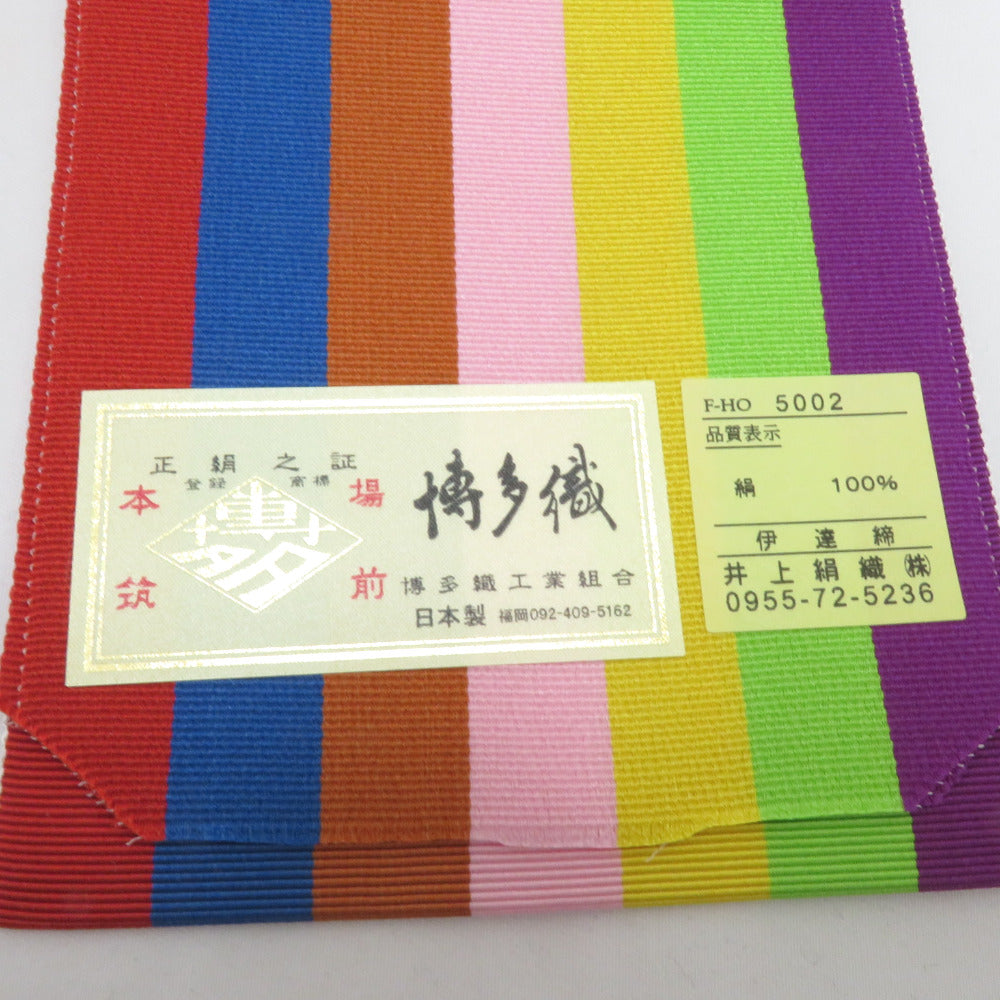 正絹之証
登録 商標
本 場
筑 前
博多
博多織
博多織工業組合
日本製 福岡092-409-5162
F-HO 5002
品質表示
絹 100%
伊達締
井上絹織㈱
0955-72-5236